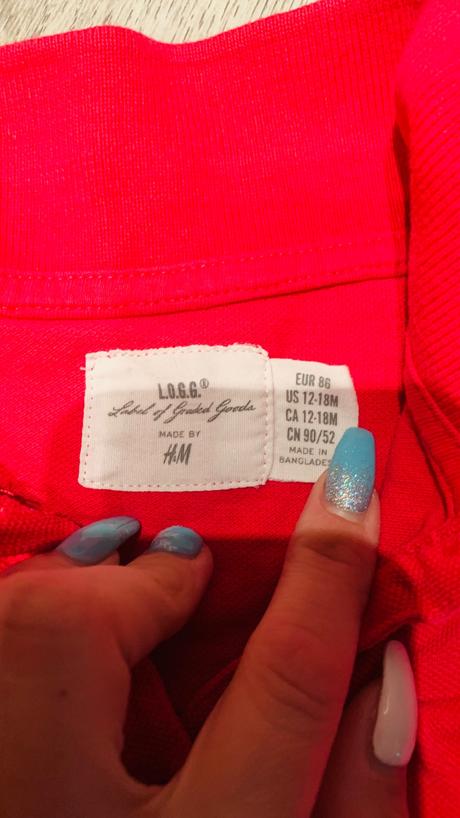 L.O.G.G.®
Label of Graded Goods
MADE BY
H&M
EUR 86
US 12-18M
CA 12-18M
CN 90/52
MADE IN